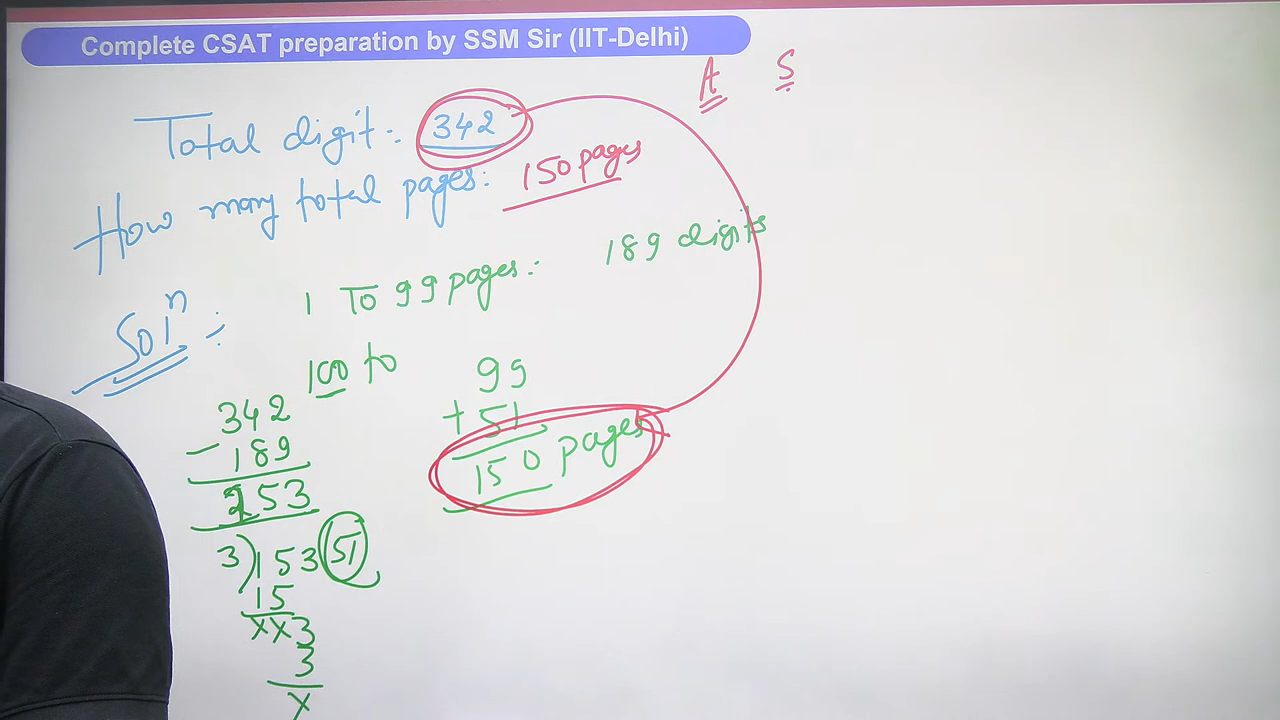 Complete CSAT preparation by SSM Sir (IIT-Delhi)
A S
Total digit:- 342
How many total pages: 150 pages
Solⁿ :-
1 To 99 pages:- 189 digits
100 to
342
- 189
153
3)153(51
15
xx3
3
x
99
+ 51
150 pages